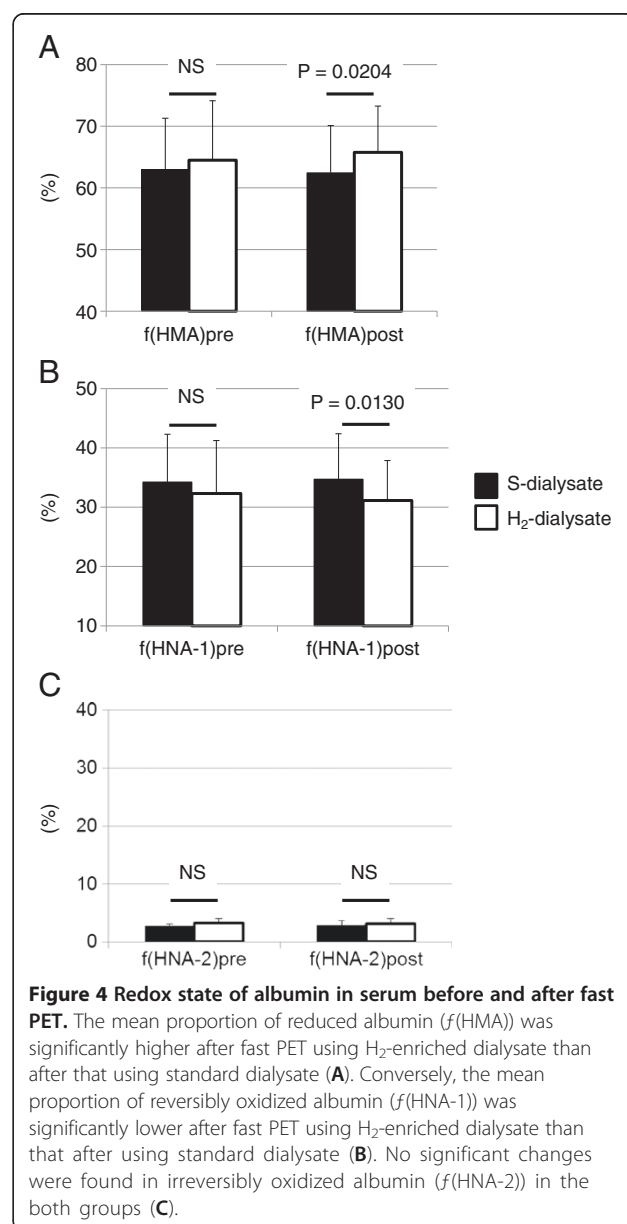 A
80
NS
P = 0.0204
70
(%)
60
50
40
f(HMA)pre
f(HMA)post
B
50
NS
P = 0.0130
40
(%)
30
20
10
f(HNA-1)pre
f(HNA-1)post
S-dialysate
H₂-dialysate
C
40
30
(%)
20
NS
NS
10
0
f(HNA-2)pre
f(HNA-2)post
Figure 4 Redox state of albumin in serum before and after fast
PET. The mean proportion of reduced albumin (ƒ(HMA)) was
significantly higher after fast PET using H₂-enriched dialysate than
after that using standard dialysate (A). Conversely, the mean
proportion of reversibly oxidized albumin (ƒ(HNA-1)) was
significantly lower after fast PET using H₂-enriched dialysate than
that after using standard dialysate (B). No significant changes
were found in irreversibly oxidized albumin (ƒ(HNA-2)) in the
both groups (C).